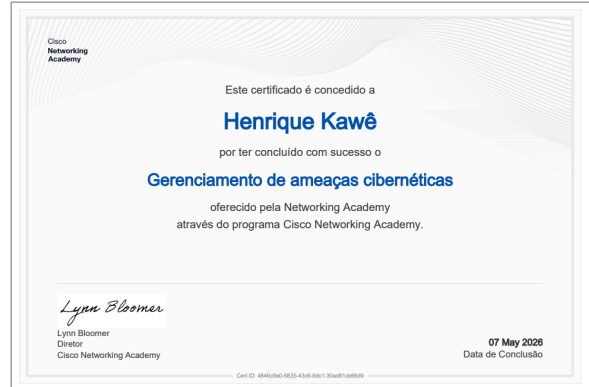 Cisco
Networking
Academy
Este certificado é concedido a
Henrique Kawê
por ter concluído com sucesso o
Gerenciamento de ameaças cibernéticas
oferecido pela Networking Academy
através do programa Cisco Networking Academy.
Lynn Bloomer
Lynn Bloomer
Diretor
Cisco Networking Academy
07 May 2026
Data de Conclusão
Cert ID: